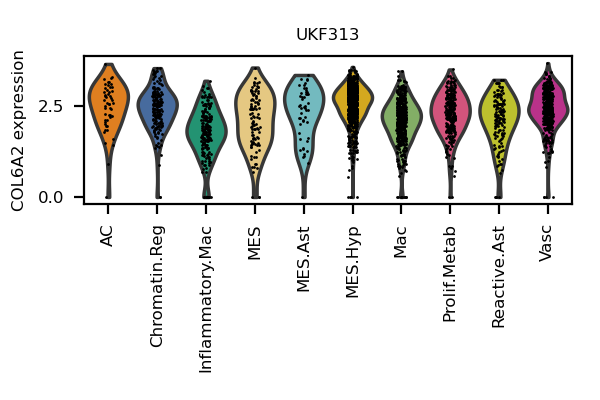 UKF313
COL6A2 expression
2.5
0.0
AC
Chromatin.Reg
Inflammatory.Mac
MES
MES.Ast
MES.Hyp
Mac
Prolif.Metab
Reactive.Ast
Vasc